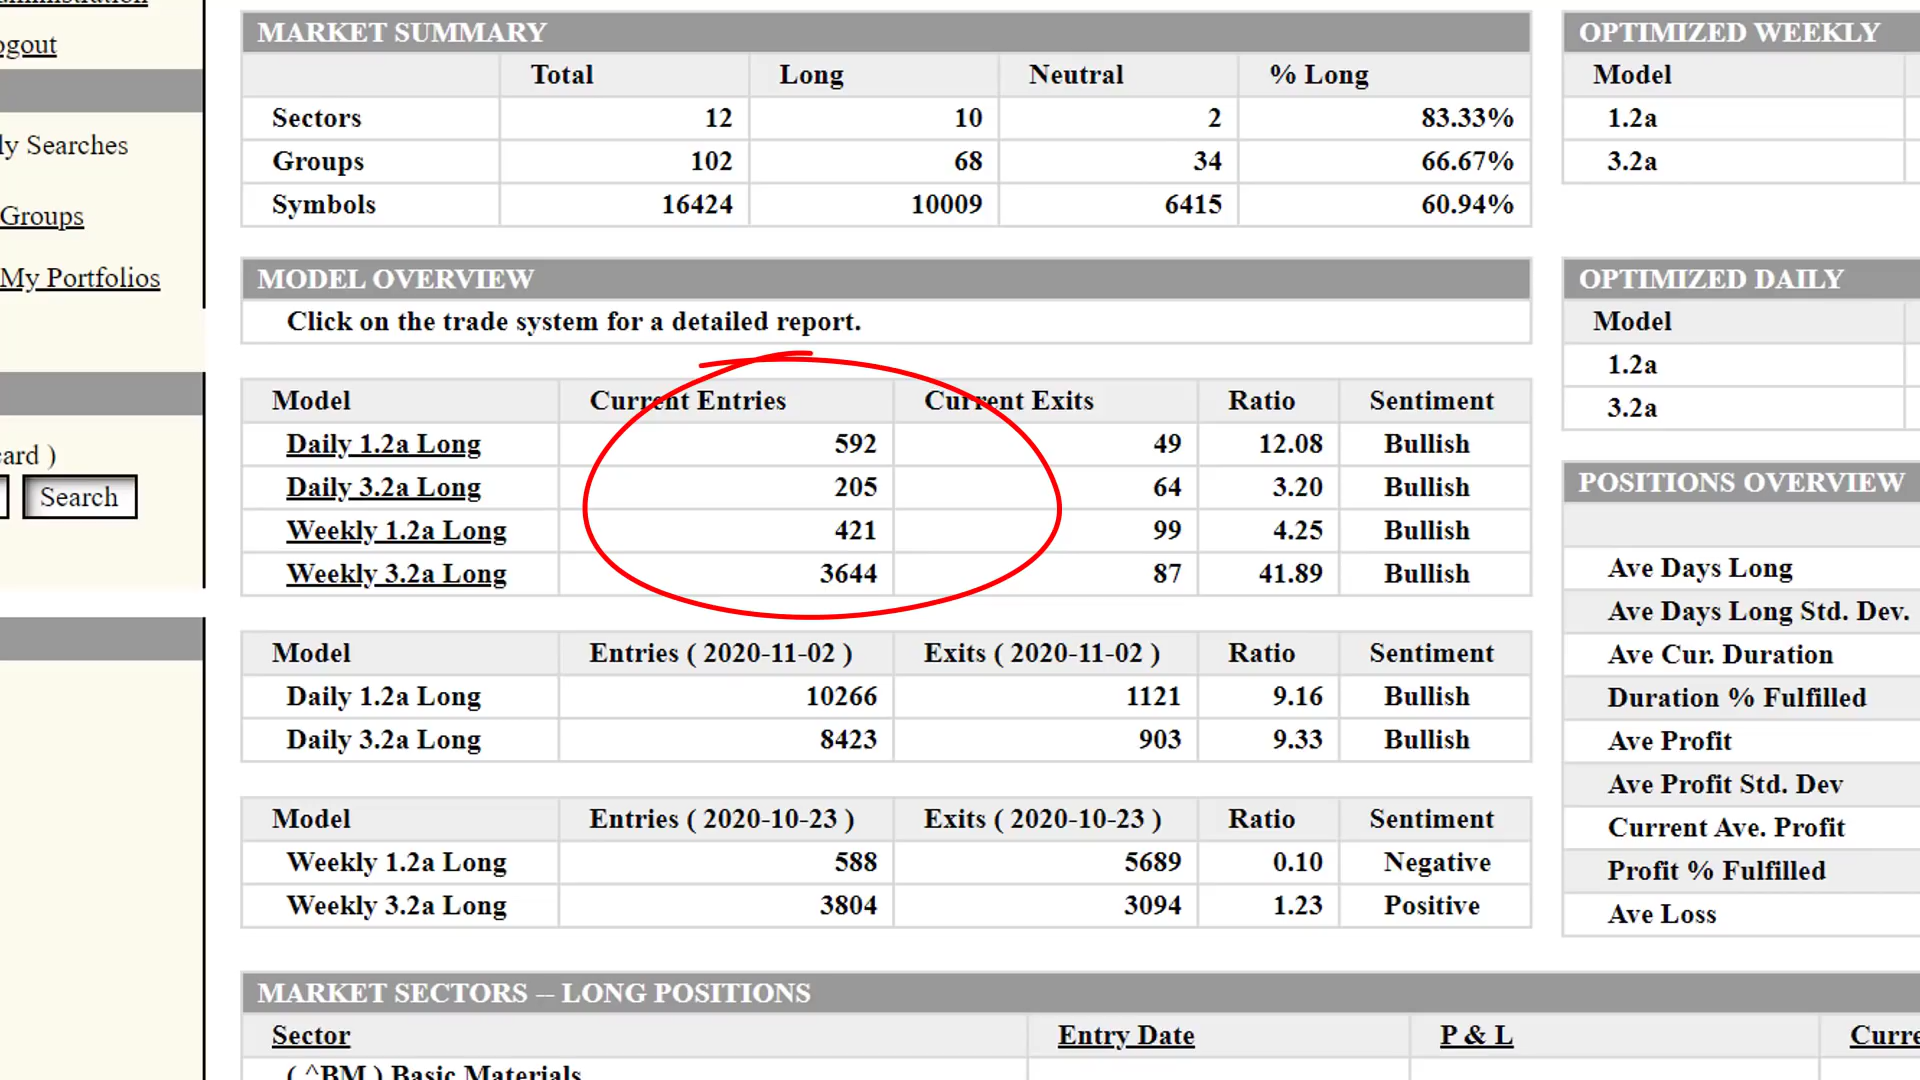 ogout
ly Searches
Groups
My Portfolios
ard )
Search
MARKET SUMMARY
Total Long Neutral % Long
Sectors 12 10 2 83.33%
Groups 102 68 34 66.67%
Symbols 16424 10009 6415 60.94%
MODEL OVERVIEW
Click on the trade system for a detailed report.
Model Current Entries Current Exits Ratio Sentiment
Daily 1.2a Long 592 49 12.08 Bullish
Daily 3.2a Long 205 64 3.20 Bullish
Weekly 1.2a Long 421 99 4.25 Bullish
Weekly 3.2a Long 3644 87 41.89 Bullish
Model Entries ( 2020-11-02 ) Exits ( 2020-11-02 ) Ratio Sentiment
Daily 1.2a Long 10266 1121 9.16 Bullish
Daily 3.2a Long 8423 903 9.33 Bullish
Model Entries ( 2020-10-23 ) Exits ( 2020-10-23 ) Ratio Sentiment
Weekly 1.2a Long 588 5689 0.10 Negative
Weekly 3.2a Long 3804 3094 1.23 Positive
MARKET SECTORS -- LONG POSITIONS
Sector Entry Date P & L Curre
( ^BM ) Basic Materials
OPTIMIZED WEEKLY
Model
1.2a
3.2a
OPTIMIZED DAILY
Model
1.2a
3.2a
POSITIONS OVERVIEW
Ave Days Long
Ave Days Long Std. Dev.
Ave Cur. Duration
Duration % Fulfilled
Ave Profit
Ave Profit Std. Dev
Current Ave. Profit
Profit % Fulfilled
Ave Loss